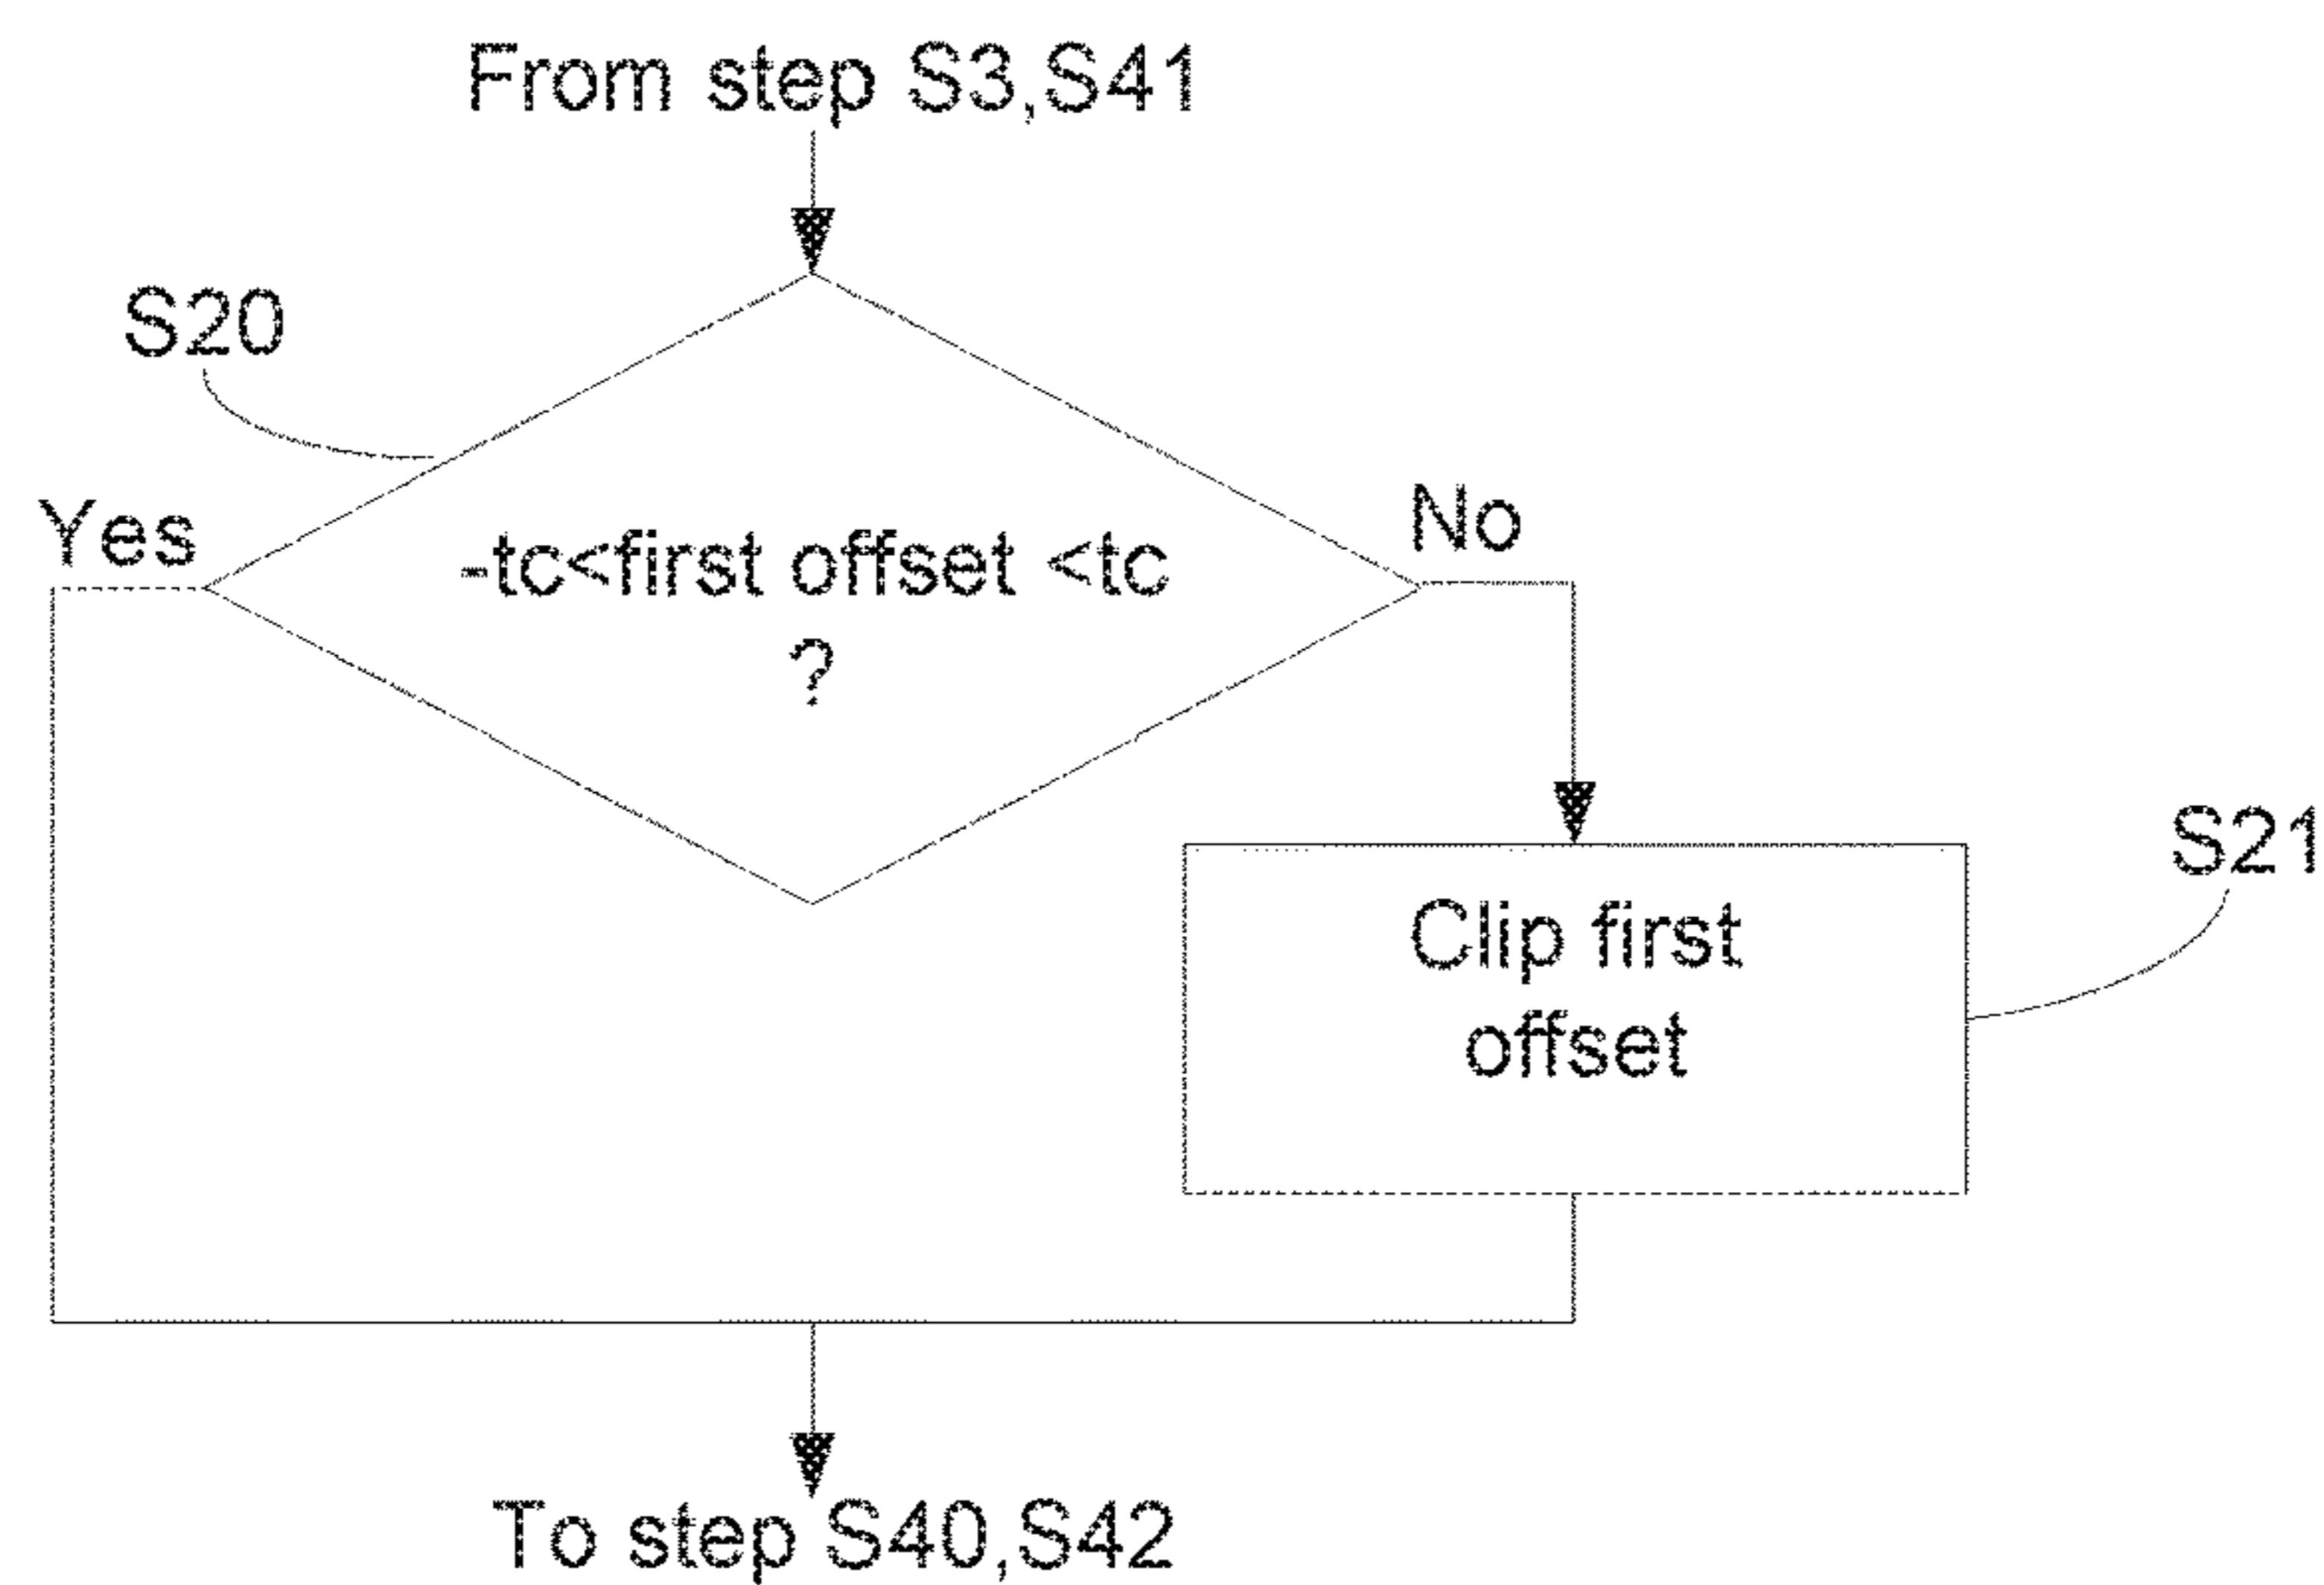 From step S3,S41
S20
Yes
No
-tc<first offset <tc
?
S21
Clip first
offset
To step S40,S42